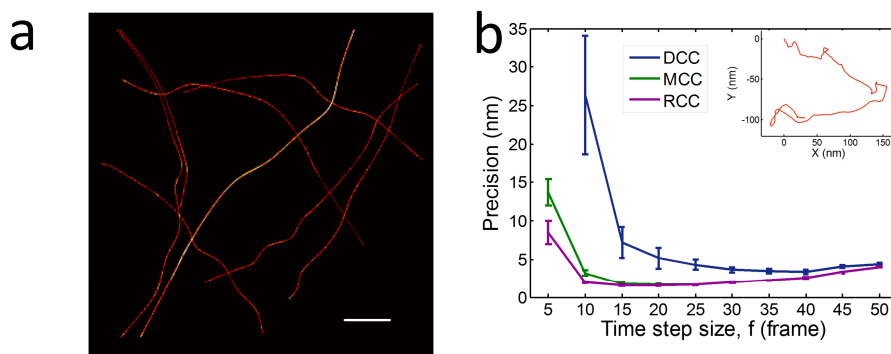 a
b
35
30
25
20
15
10
5
0
Precision (nm)
5 10 15 20 25 30 35 40 45 50
Time step size, f (frame)
DCC
MCC
RCC
0
-50
-100
Y (nm)
0 50 100 150
X (nm)